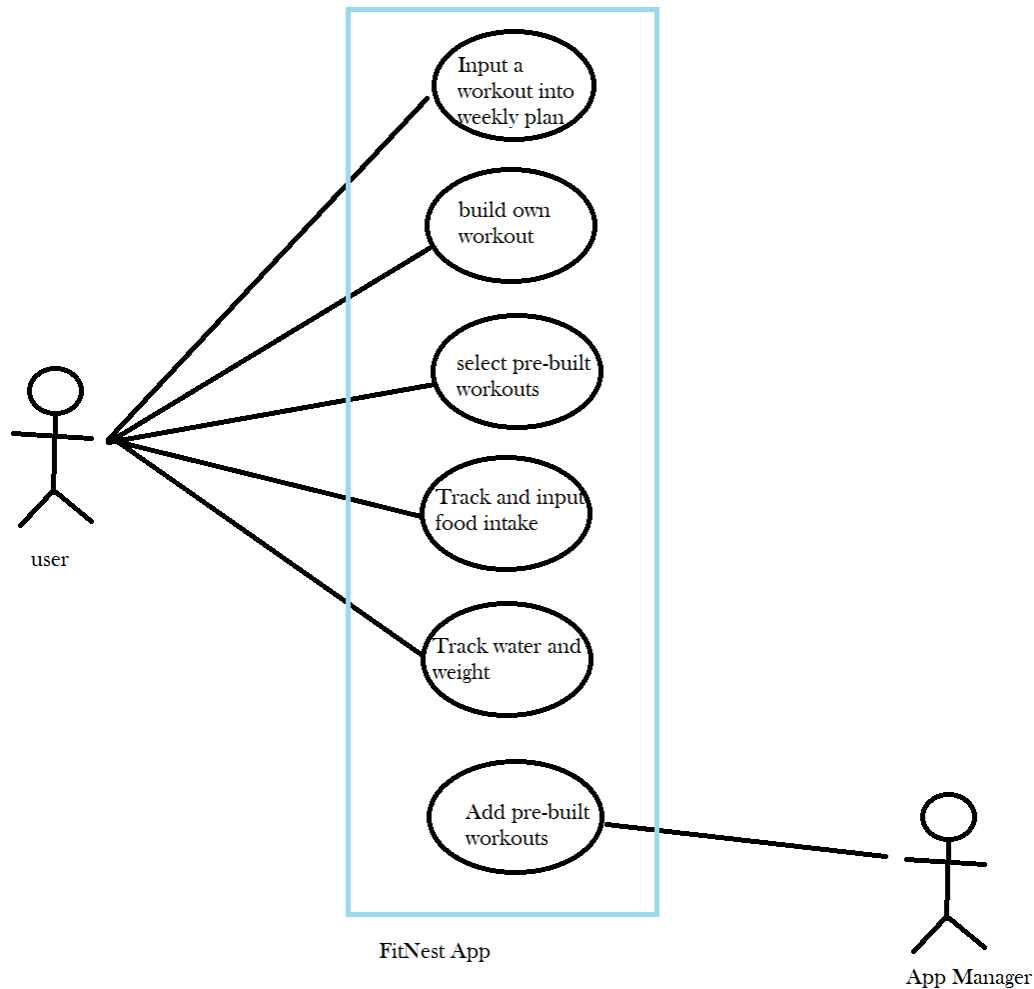 Input a
workout into
weekly plan
build own
workout
select pre-built
workouts
Track and input
food intake
user
Track water and
weight
Add pre-built
workouts
FitNest App
App Manager